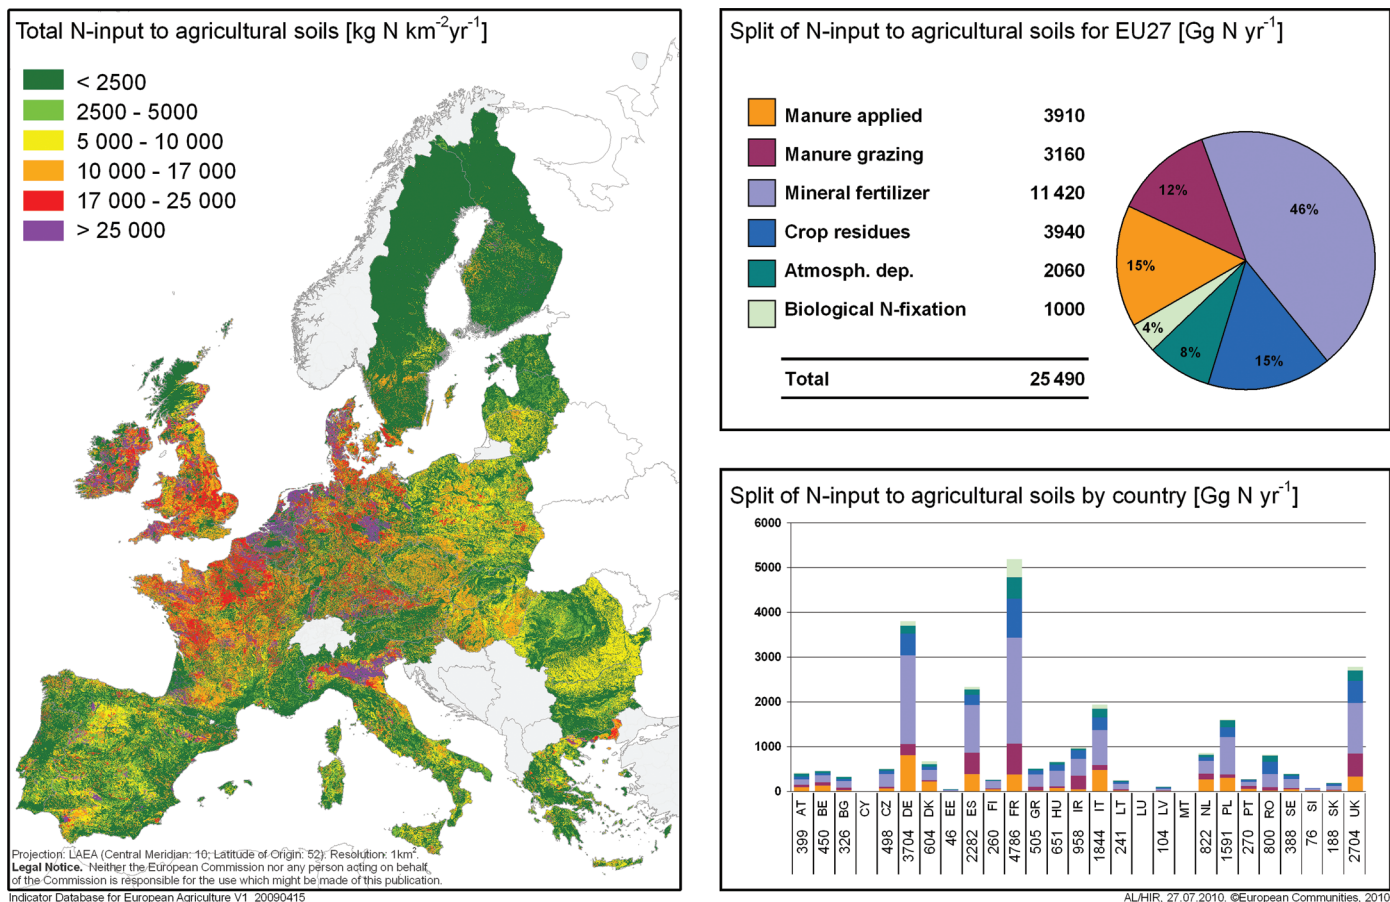 Total N-input to agricultural soils [kg N km⁻²yr⁻¹]
< 2500
2500 - 5000
5 000 - 10 000
10 000 - 17 000
17 000 - 25 000
> 25 000
Projection: LAEA (Central Meridian: 10; Latitude of Origin: 52). Resolution: 1km².
Legal Notice. Neither the European Commission nor any person acting on behalf
of the Commission is responsible for the use which might be made of this publication.
Indicator Database for European Agriculture V1_20090415
Split of N-input to agricultural soils for EU27 [Gg N yr⁻¹]
Manure applied 3910
Manure grazing 3160
Mineral fertilizer 11 420
Crop residues 3940
Atmosph. dep. 2060
Biological N-fixation 1000
Total 25 490
12%
46%
15%
4%
8%
15%
Split of N-input to agricultural soils by country [Gg N yr⁻¹]
6000
5000
4000
3000
2000
1000
0
399 AT
450 BE
326 BG
CY
498 CZ
3704 DE
604 DK
46 EE
2282 ES
260 FI
4786 FR
505 GR
651 HU
958 IR
1844 IT
241 LT
LU
104 LV
MT
822 NL
1591 PL
270 PT
800 RO
388 SE
76 SI
188 SK
2704 UK
AL/HIR. 27.07.2010. ©European Communities, 2010